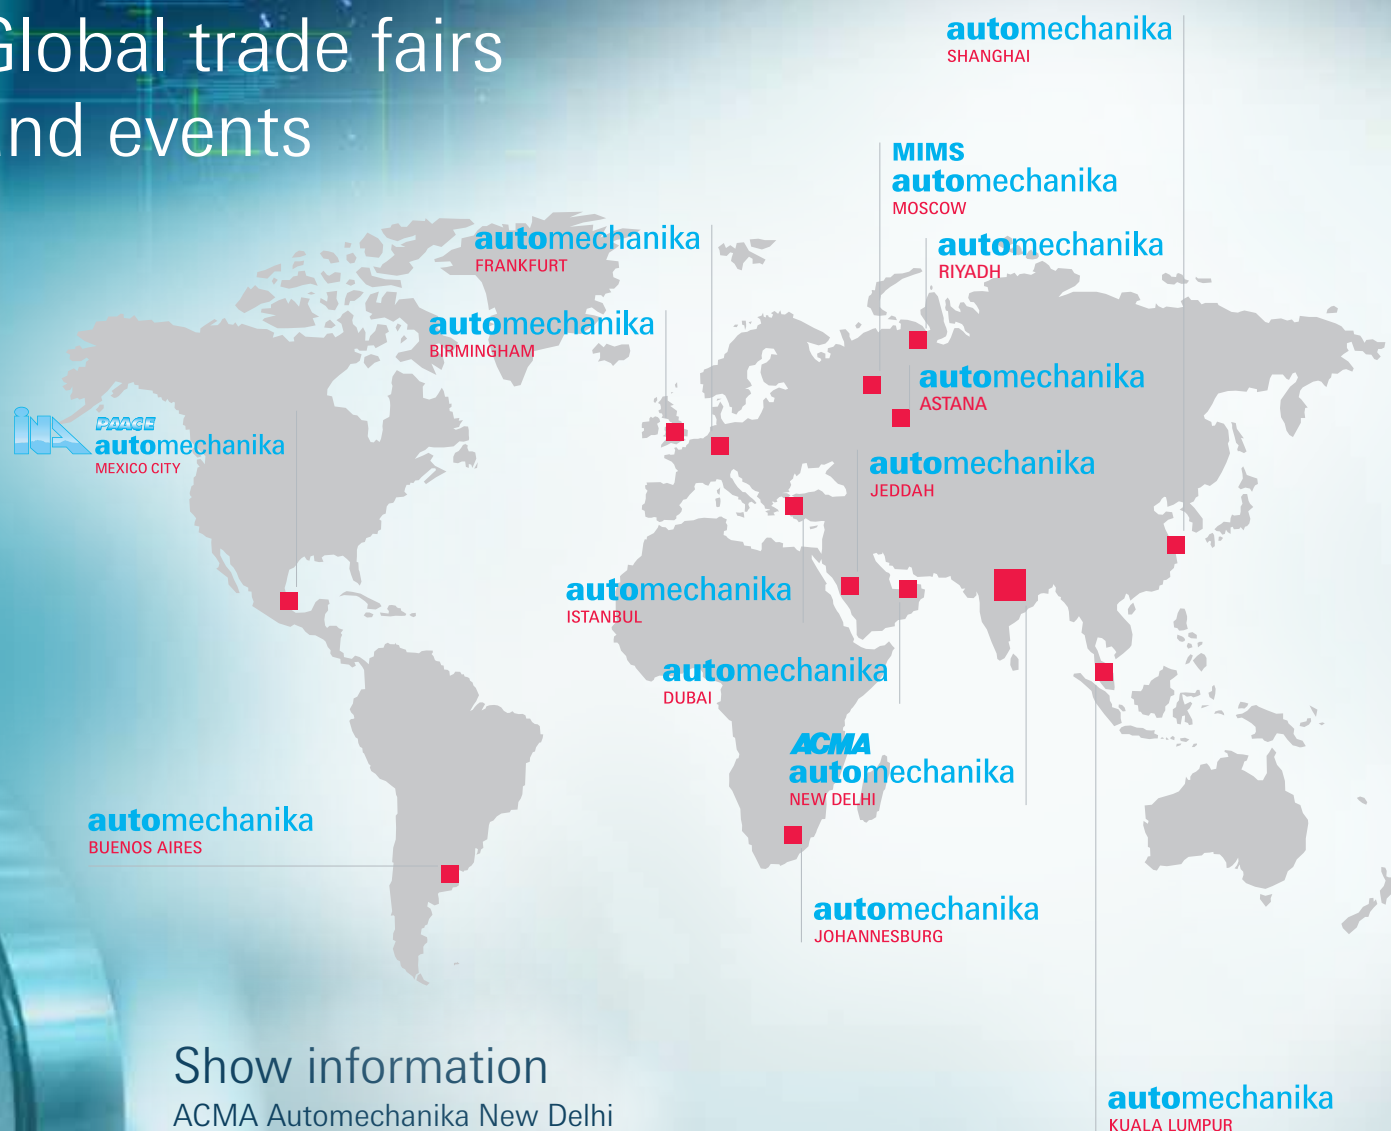 Global trade fairs
and events
automechanika
SHANGHAI
MIMS
automechanika
MOSCOW
automechanika
FRANKFURT
automechanika
RIYADH
automechanika
BIRMINGHAM
automechanika
ASTANA
INA PAACE
automechanika
MEXICO CITY
automechanika
JEDDAH
automechanika
ISTANBUL
automechanika
DUBAI
ACMA
automechanika
NEW DELHI
automechanika
BUENOS AIRES
automechanika
JOHANNESBURG
Show information
ACMA Automechanika New Delhi
automechanika
KUALA LUMPUR